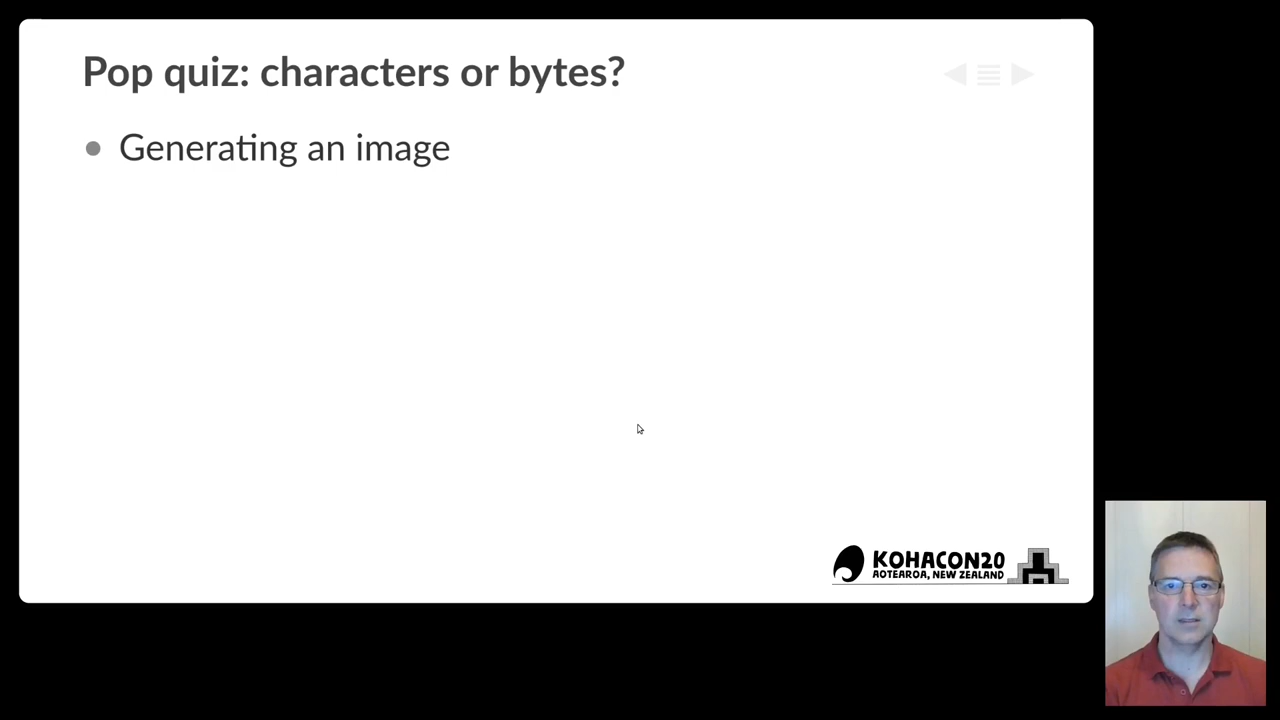 Pop quiz: characters or bytes?
Generating an image
KOHACON20
AOTEAROA, NEW ZEALAND